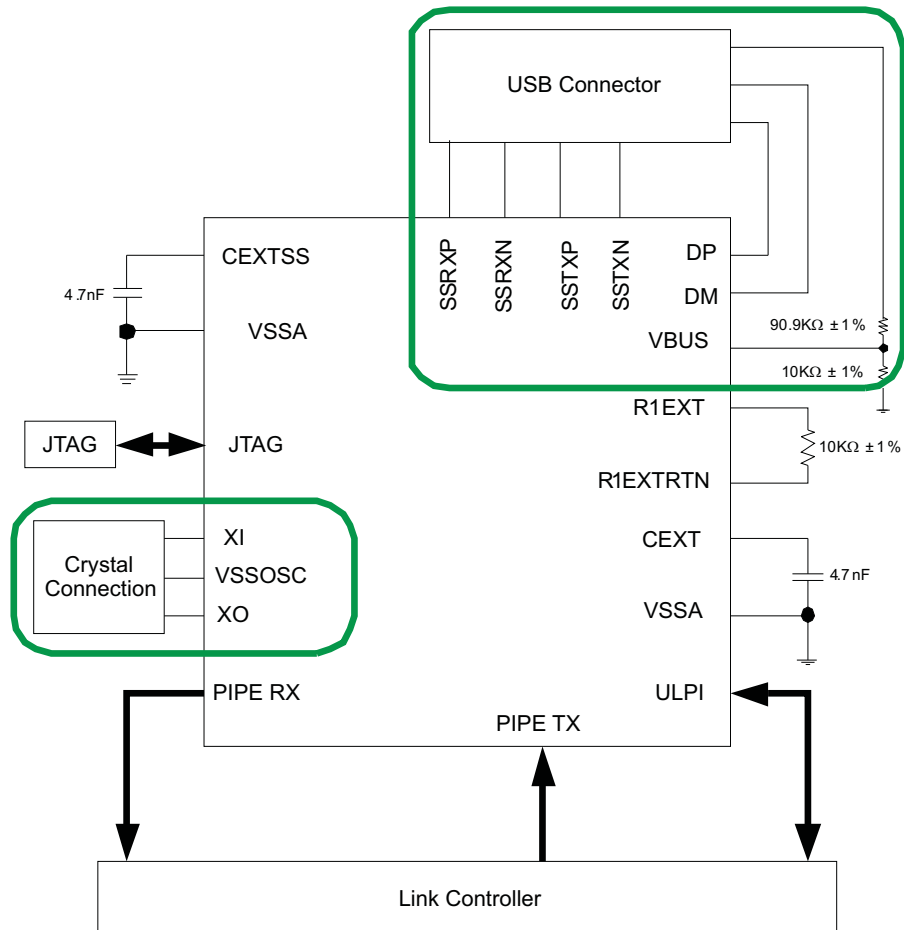 USB Connector
SSRXP
SSRXN
SSTXP
SSTXN
DP
DM
VBUS
90.9KΩ ± 1%
10KΩ ± 1%
CEXTSS
4.7nF
VSSA
R1EXT
10KΩ ± 1%
R1EXTRTN
JTAG
JTAG
Crystal
Connection
XI
VSSOSC
XO
CEXT
4.7nF
VSSA
PIPE RX
PIPE TX
ULPI
Link Controller